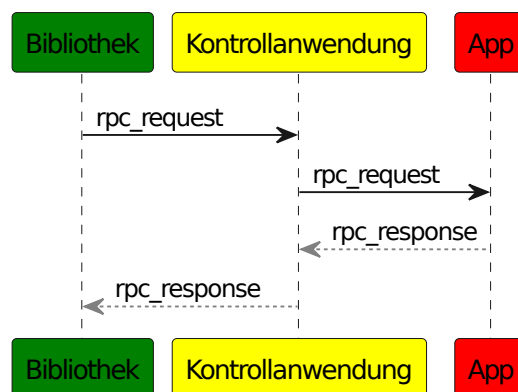 Bibliothek Kontrollanwendung App
rpc_request
rpc_request
rpc_response
rpc_response
Bibliothek Kontrollanwendung App